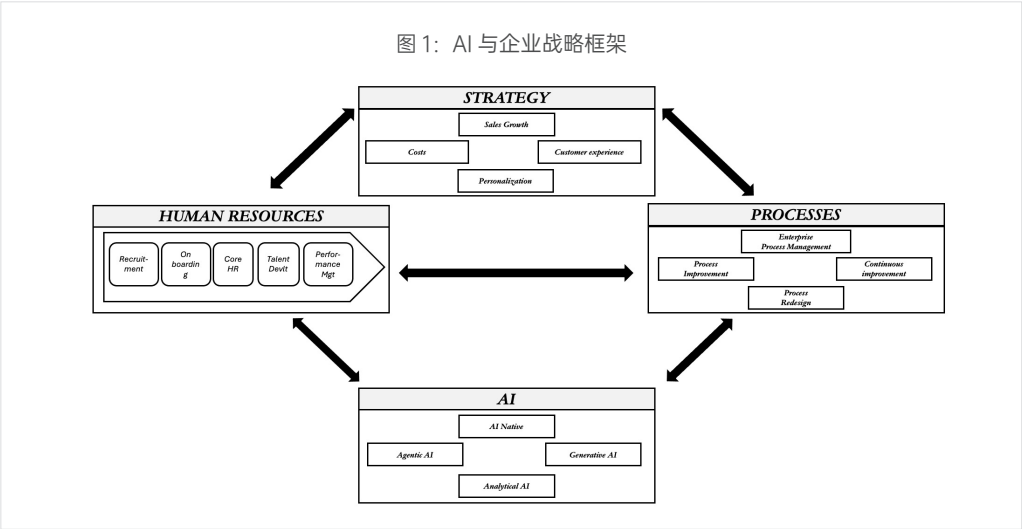 图 1：AI 与企业战略框架
STRATEGY
Sales Growth
Costs
Customer experience
Personalization
HUMAN RESOURCES
Recruit-
ment
On
boardin
g
Core
HR
Talent
Devlt
Perfor-
mance
Mgt
PROCESSES
Enterprise
Process Management
Process
Improvement
Continuous
improvement
Process
Redesign
AI
AI Native
Agentic AI
Generative AI
Analytical AI